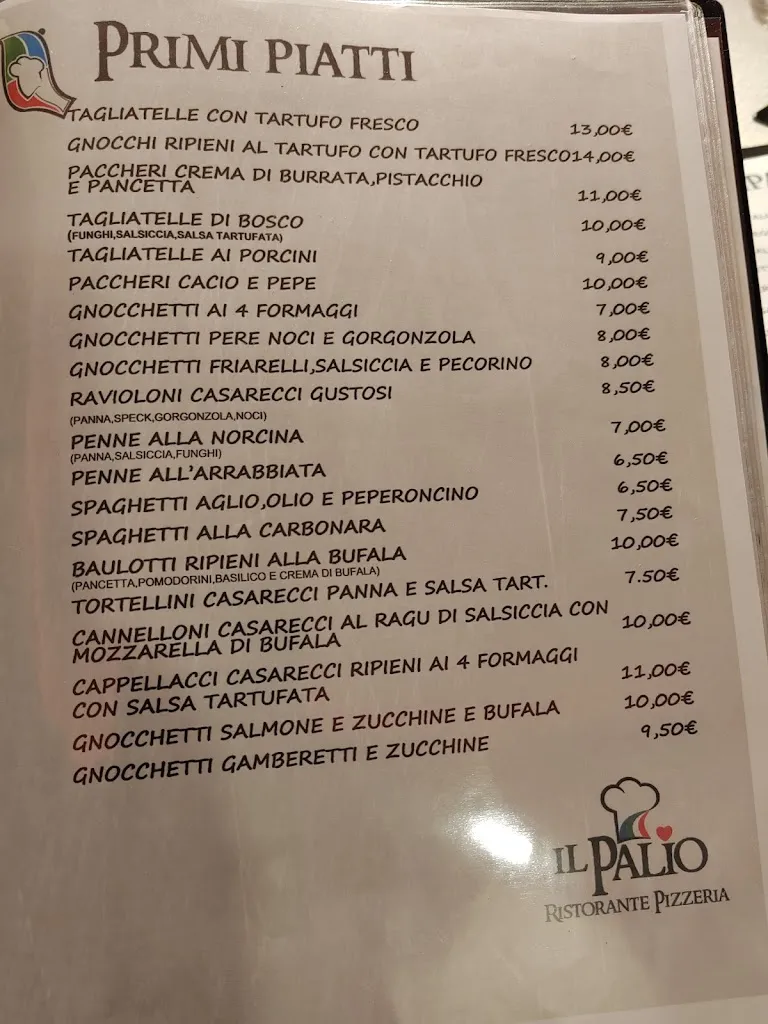 PRIMI PIATTI
TAGLIATELLE CON TARTUFO FRESCO 13,00€
GNOCCHI RIPIENI AL TARTUFO CON TARTUFO FRESCO 14,00€
PACCHERI CREMA DI BURRATA,PISTACCHIO
E PANCETTA 11,00€
TAGLIATELLE DI BOSCO 10,00€
(FUNGHI,SALSICCIA,SALSA TARTUFATA)
TAGLIATELLE AI PORCINI 9,00€
PACCHERI CACIO E PEPE 10,00€
GNOCCHETTI AI 4 FORMAGGI 7,00€
GNOCCHETTI PERE NOCI E GORGONZOLA 8,00€
GNOCCHETTI FRIARELLI,SALSICCIA E PECORINO 8,00€
RAVIOLONI CASARECCI GUSTOSI 8,50€
(PANNA,SPECK,GORGONZOLA,NOCI)
PENNE ALLA NORCINA 7,00€
(PANNA,SALSICCIA,FUNGHI)
PENNE ALL'ARRABBIATA 6,50€
SPAGHETTI AGLIO,OLIO E PEPERONCINO 6,50€
SPAGHETTI ALLA CARBONARA 7,50€
BAULOTTI RIPIENI ALLA BUFALA 10,00€
(PANCETTA,POMODORINI,BASILICO E CREMA DI BUFALA)
TORTELLINI CASARECCI PANNA E SALSA TART. 7.50€
CANNELLONI CASARECCI AL RAGU DI SALSICCIA CON 10,00€
MOZZARELLA DI BUFALA
CAPPELLACCI CASARECCI RIPIENI AI 4 FORMAGGI 11,00€
CON SALSA TARTUFATA
GNOCCHETTI SALMONE E ZUCCHINE E BUFALA 10,00€
GNOCCHETTI GAMBERETTI E ZUCCHINE 9,50€
IL PALIO
RISTORANTE PIZZERIA